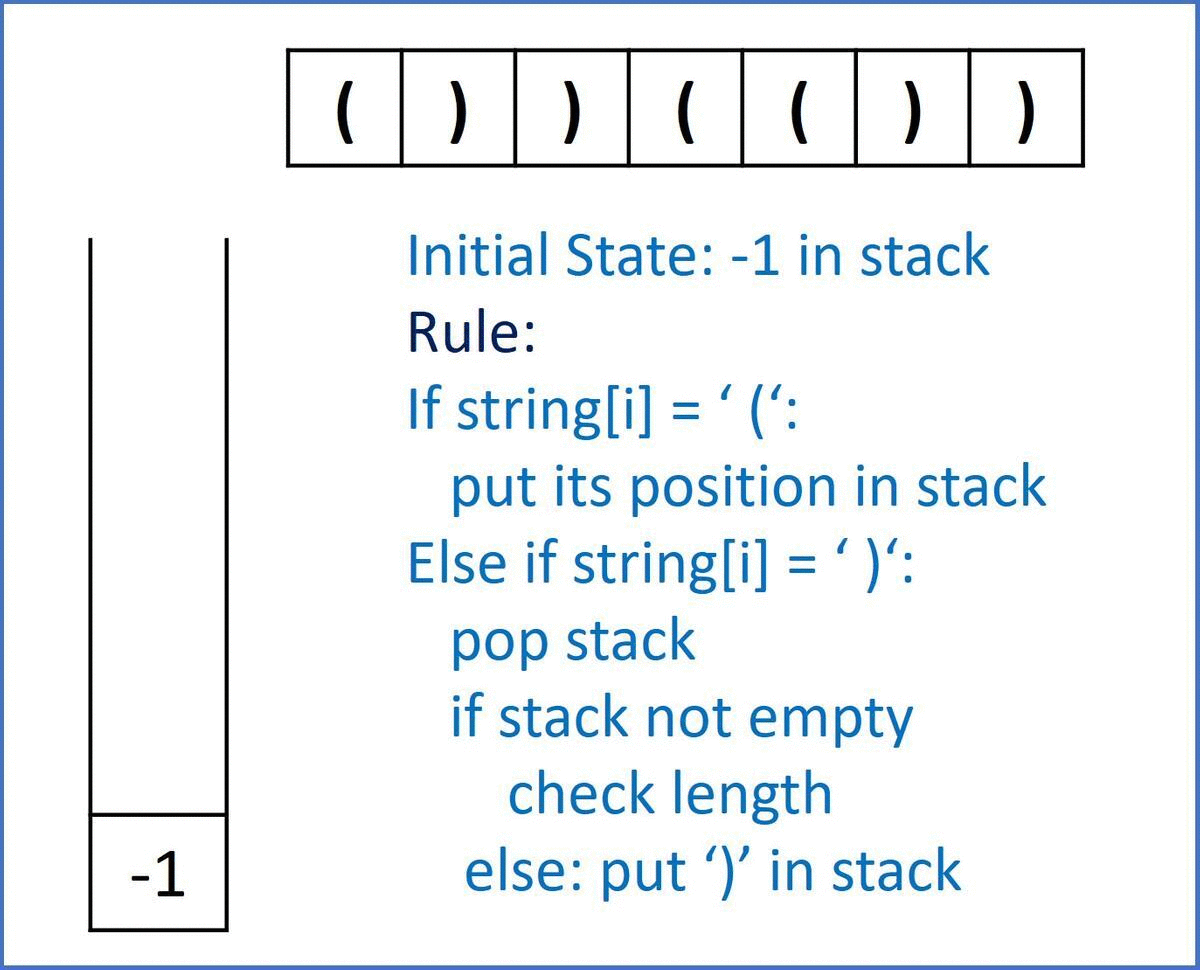 ( ) ) ( ( ) )
Initial State: -1 in stack
Rule:
If string[i] = ‘ (‘:
put its position in stack
Else if string[i] = ‘ )‘:
pop stack
if stack not empty
check length
else: put ‘)’ in stack
-1